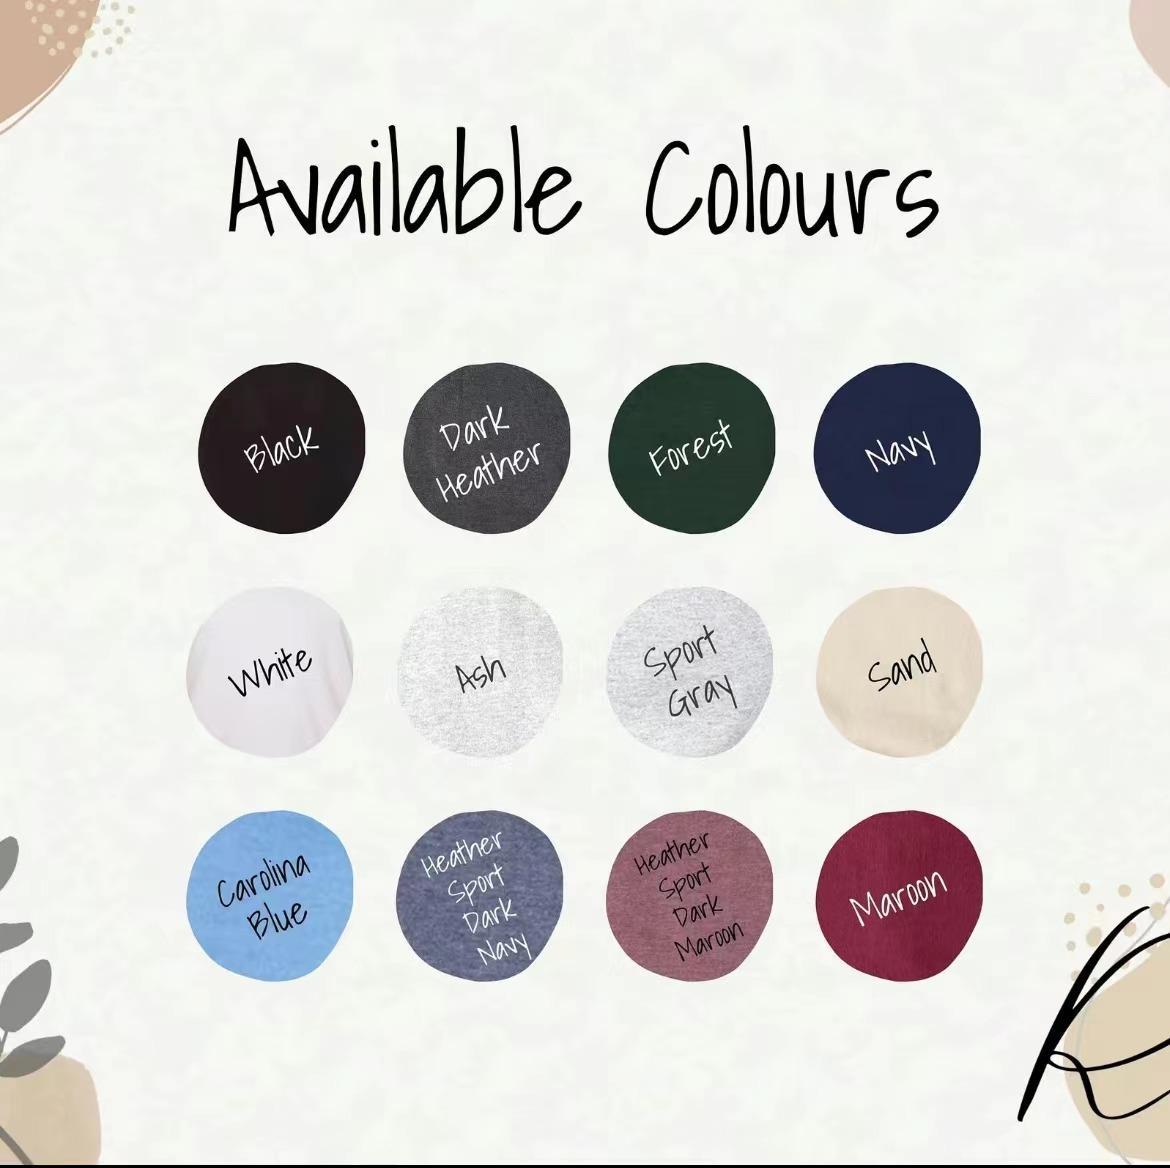 Available Colours
Black
Dark
Heather
Forest
Navy
White
Ash
Sport
Gray
Sand
Carolina
Blue
Heather
Sport
Dark
Navy
Heather
Sport
Dark
Maroon
Maroon